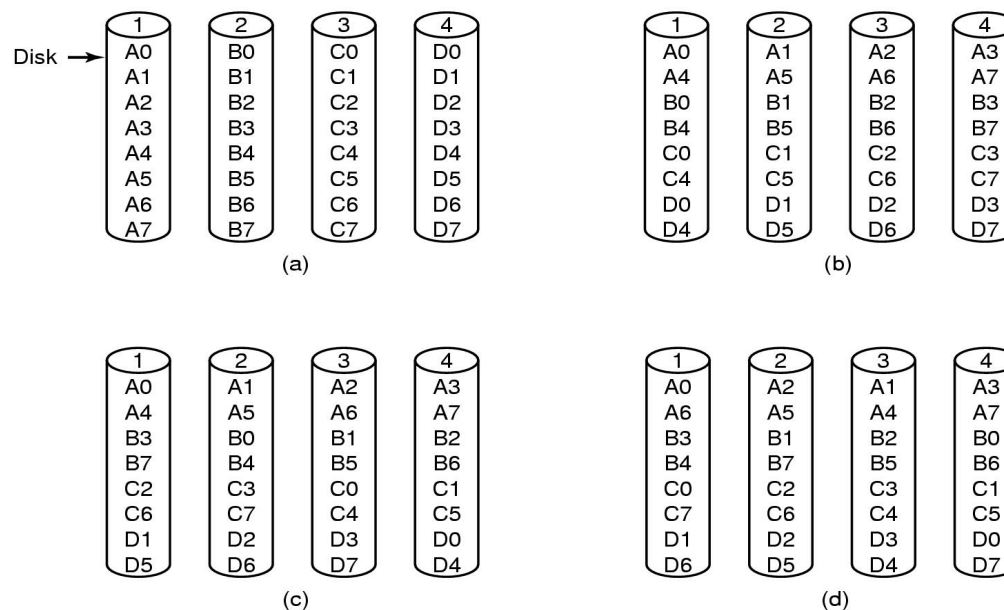 1 2 3 4 1 2 3 4
Disk A0 B0 C0 D0 A0 A1 A2 A3
A1 B1 C1 D1 A4 A5 A6 A7
A2 B2 C2 D2 B0 B1 B2 B3
A3 B3 C3 D3 B4 B5 B6 B7
A4 B4 C4 D4 C0 C1 C2 C3
A5 B5 C5 D5 C4 C5 C6 C7
A6 B6 C6 D6 D0 D1 D2 D3
A7 B7 C7 D7 D4 D5 D6 D7
(a) (b)
1 2 3 4 1 2 3 4
A0 A1 A2 A3 A0 A2 A1 A3
A4 A5 A6 A7 A6 A5 A4 A7
B3 B0 B1 B2 B3 B1 B2 B0
B7 B4 B5 B6 B4 B7 B5 B6
C2 C3 C0 C1 C0 C2 C3 C1
C6 C7 C4 C5 C7 C6 C4 C5
D1 D2 D3 D0 D1 D2 D3 D0
D5 D6 D7 D4 D6 D5 D4 D7
(c) (d)